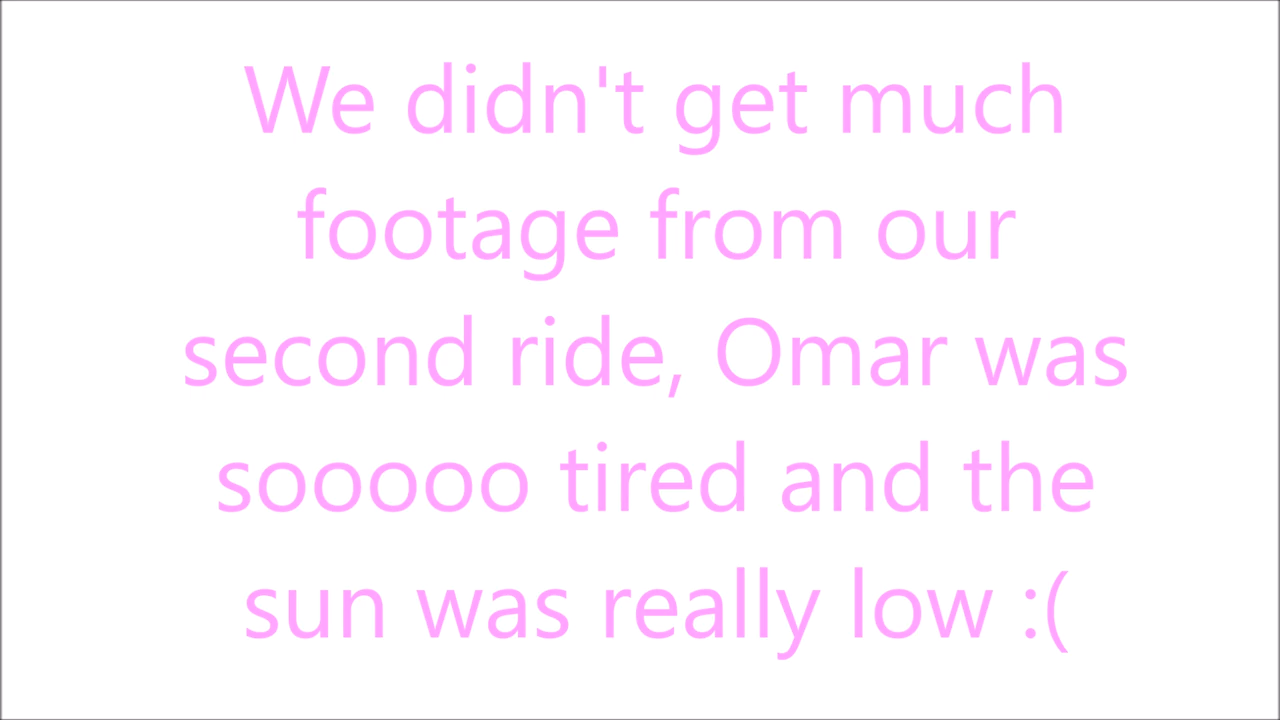 We didn't get much
footage from our
second ride, Omar was
sooooo tired and the
sun was really low :(